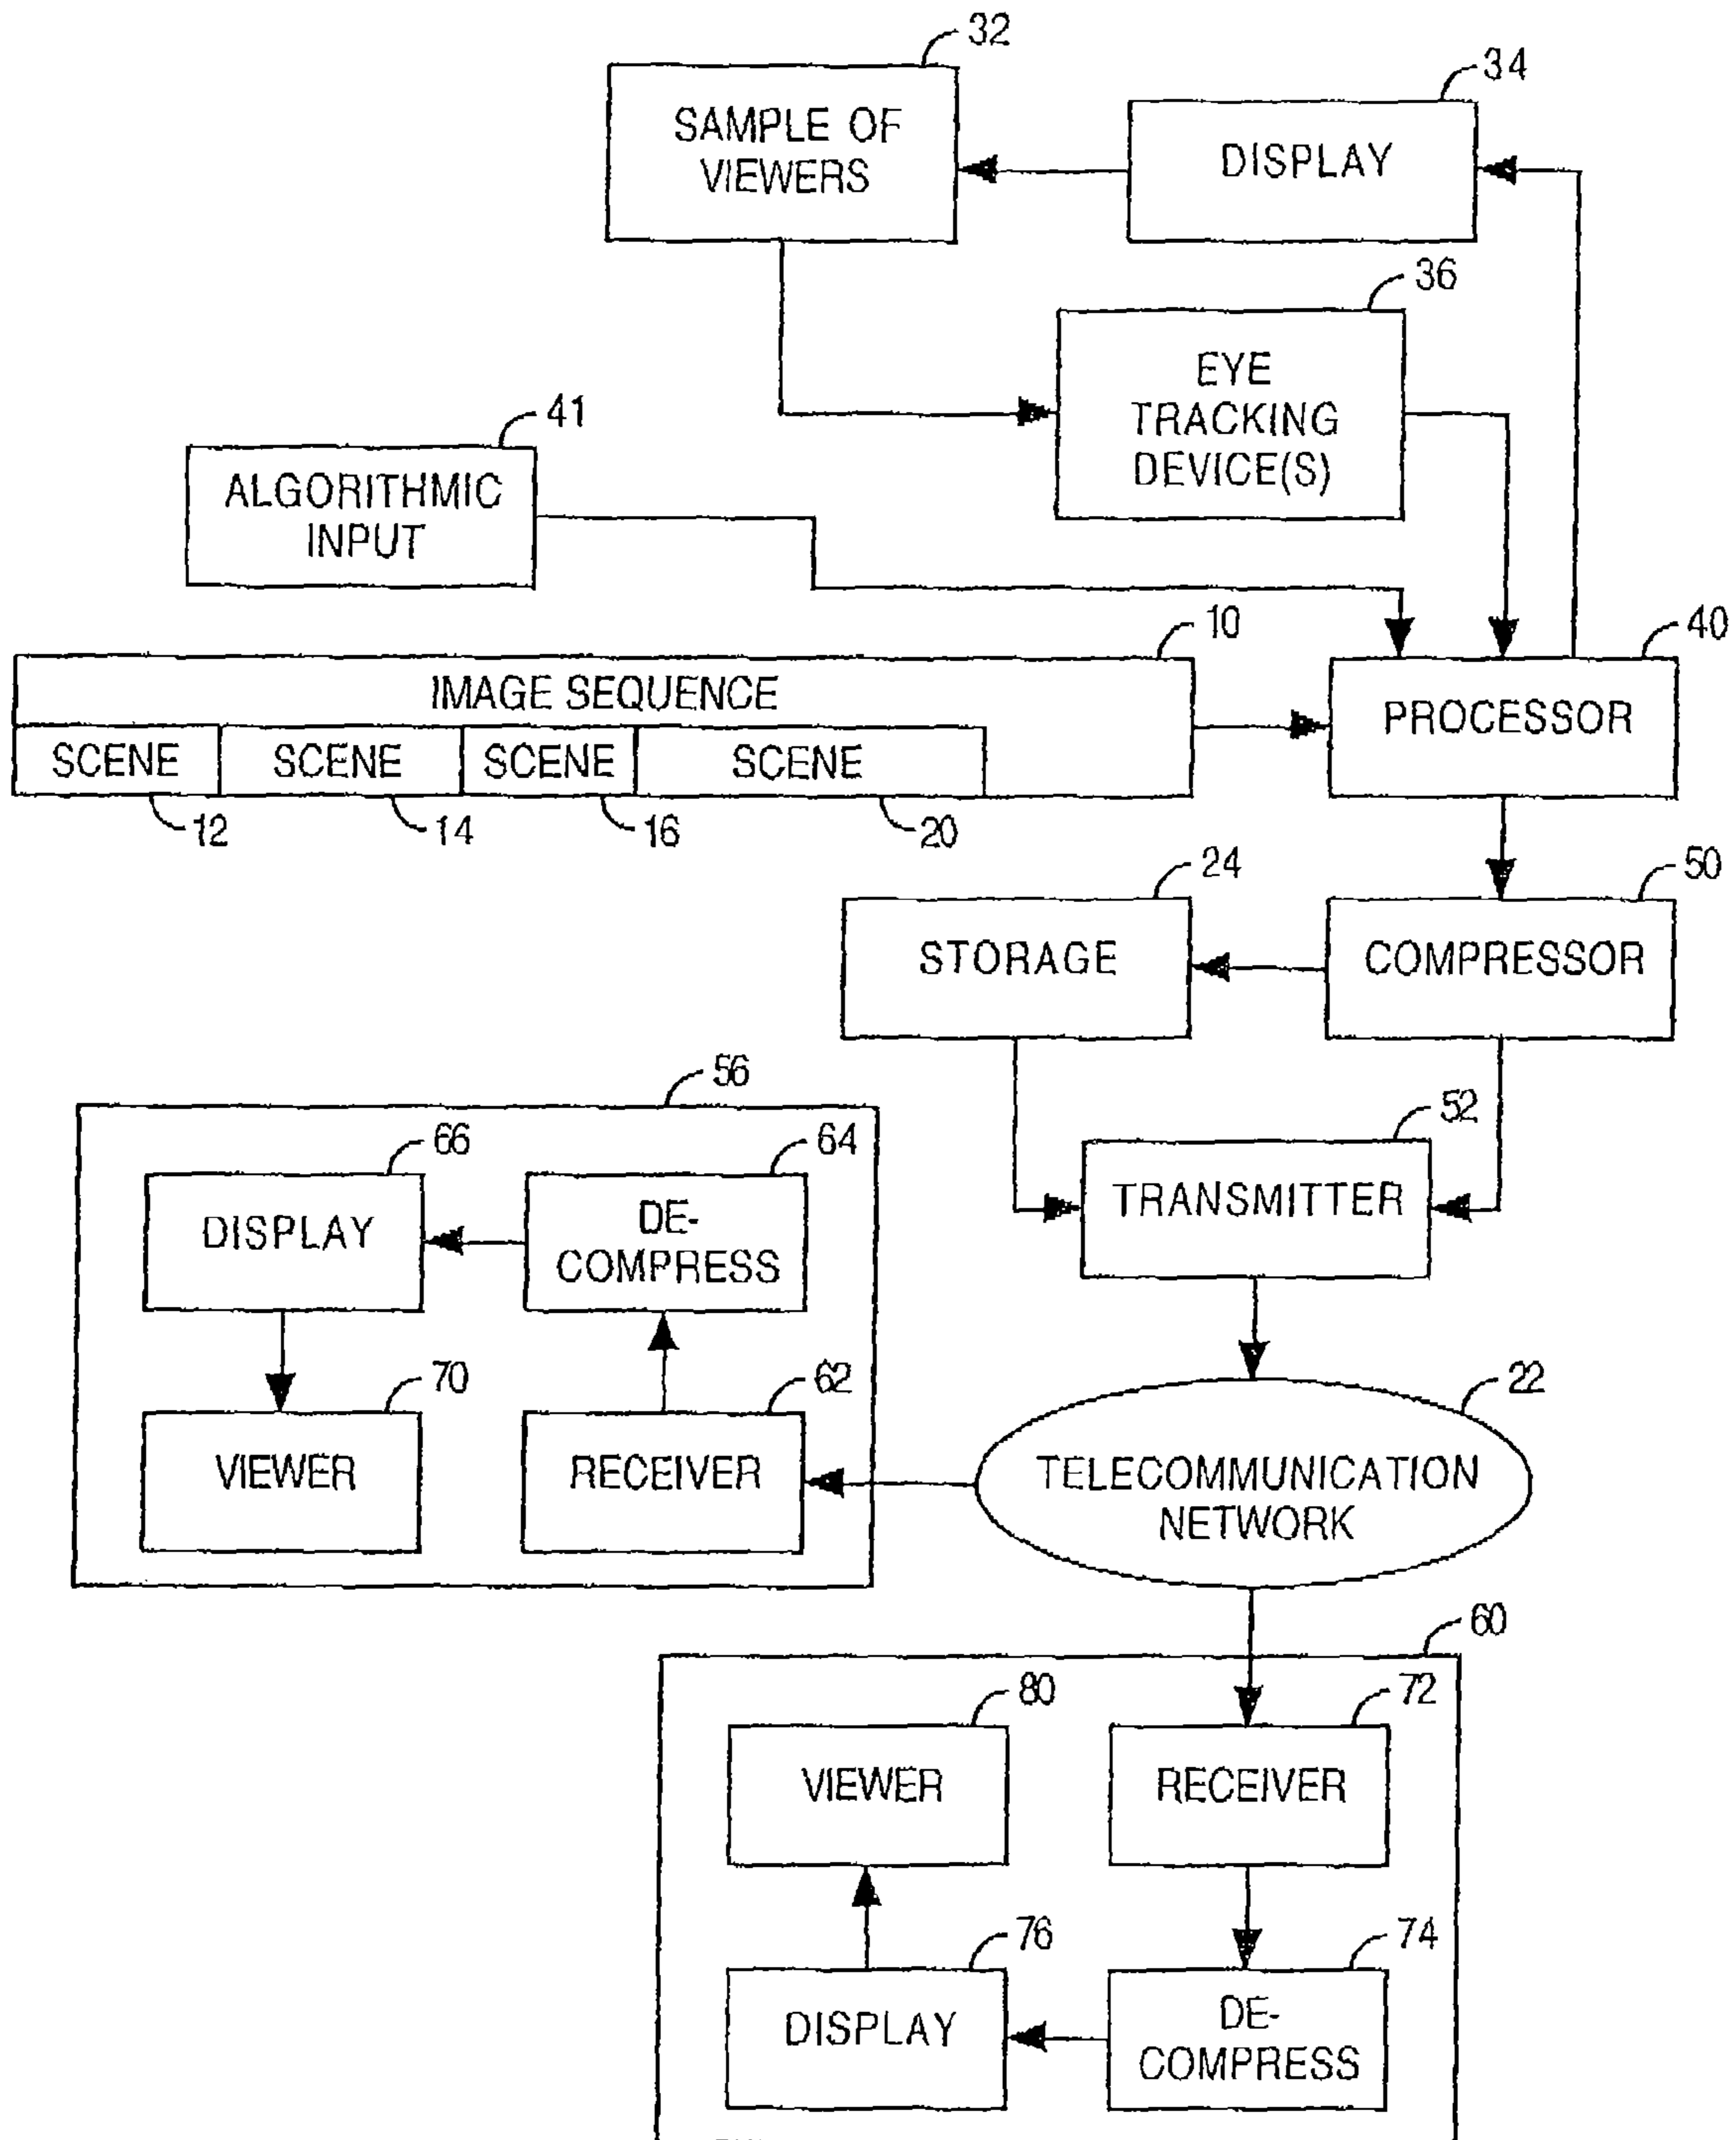 32
SAMPLE OF
VIEWERS
34
DISPLAY
36
EYE
TRACKING
DEVICE(S)
41
ALGORITHMIC
INPUT
10
IMAGE SEQUENCE
SCENE SCENE SCENE SCENE
12 14 16 20
40
PROCESSOR
24
STORAGE
50
COMPRESSOR
52
TRANSMITTER
56
66
DISPLAY
64
DE-
COMPRESS
70
VIEWER
62
RECEIVER
22
TELECOMMUNICATION
NETWORK
60
80
VIEWER
72
RECEIVER
76
DISPLAY
74
DE-
COMPRESS